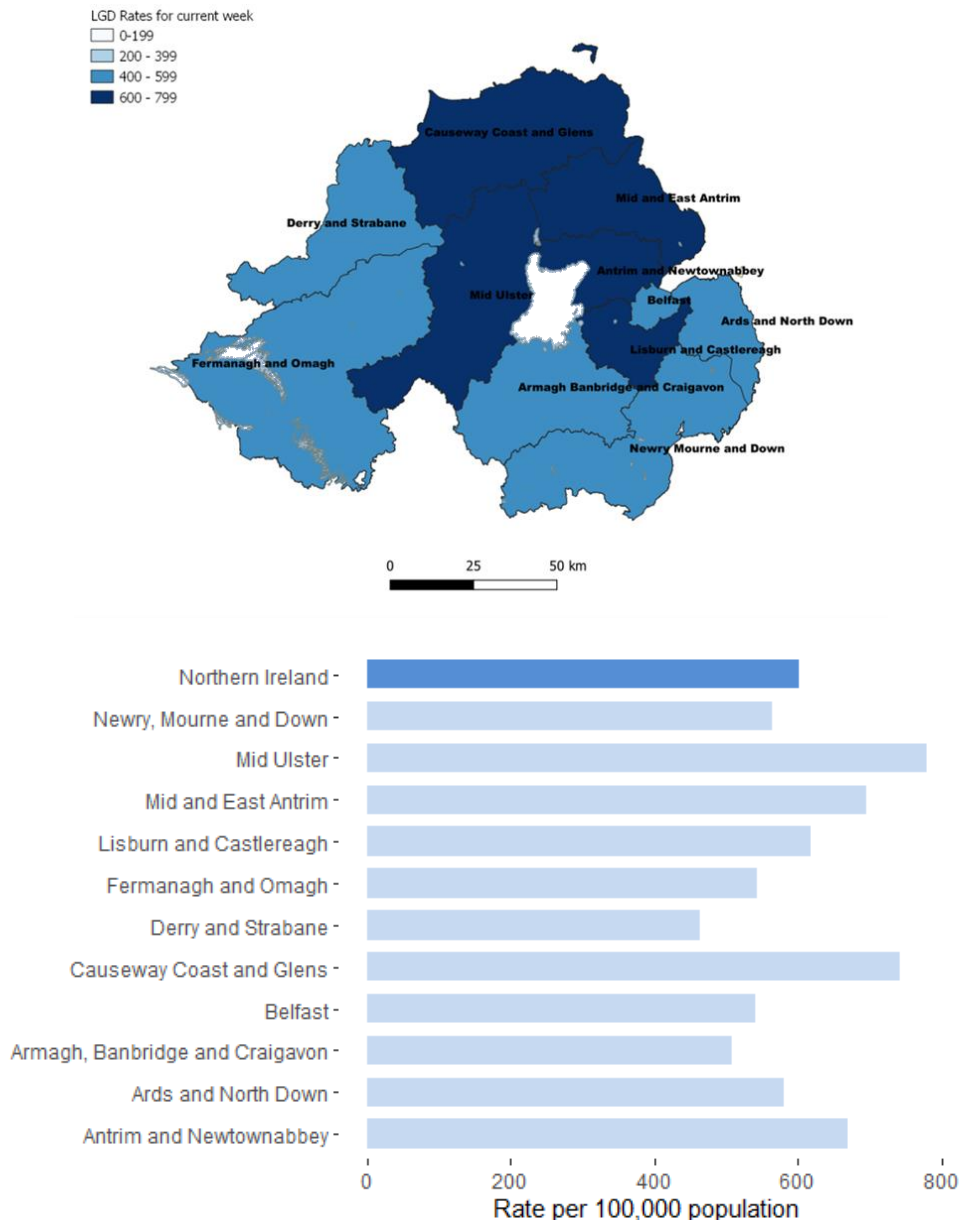 LGD Rates for current week
0-199
200 - 399
400 - 599
600 - 799
Causeway Coast and Glens
Mid and East Antrim
Derry and Strabane
Antrim and Newtownabbey
Mid Ulster
Belfast
Ards and North Down
Lisburn and Castlereagh
Fermanagh and Omagh
Armagh Banbridge and Craigavon
Newry Mourne and Down
0 25 50 km
Northern Ireland
Newry, Mourne and Down
Mid Ulster
Mid and East Antrim
Lisburn and Castlereagh
Fermanagh and Omagh
Derry and Strabane
Causeway Coast and Glens
Belfast
Armagh, Banbridge and Craigavon
Ards and North Down
Antrim and Newtownabbey
0 200 400 600 800
Rate per 100,000 population